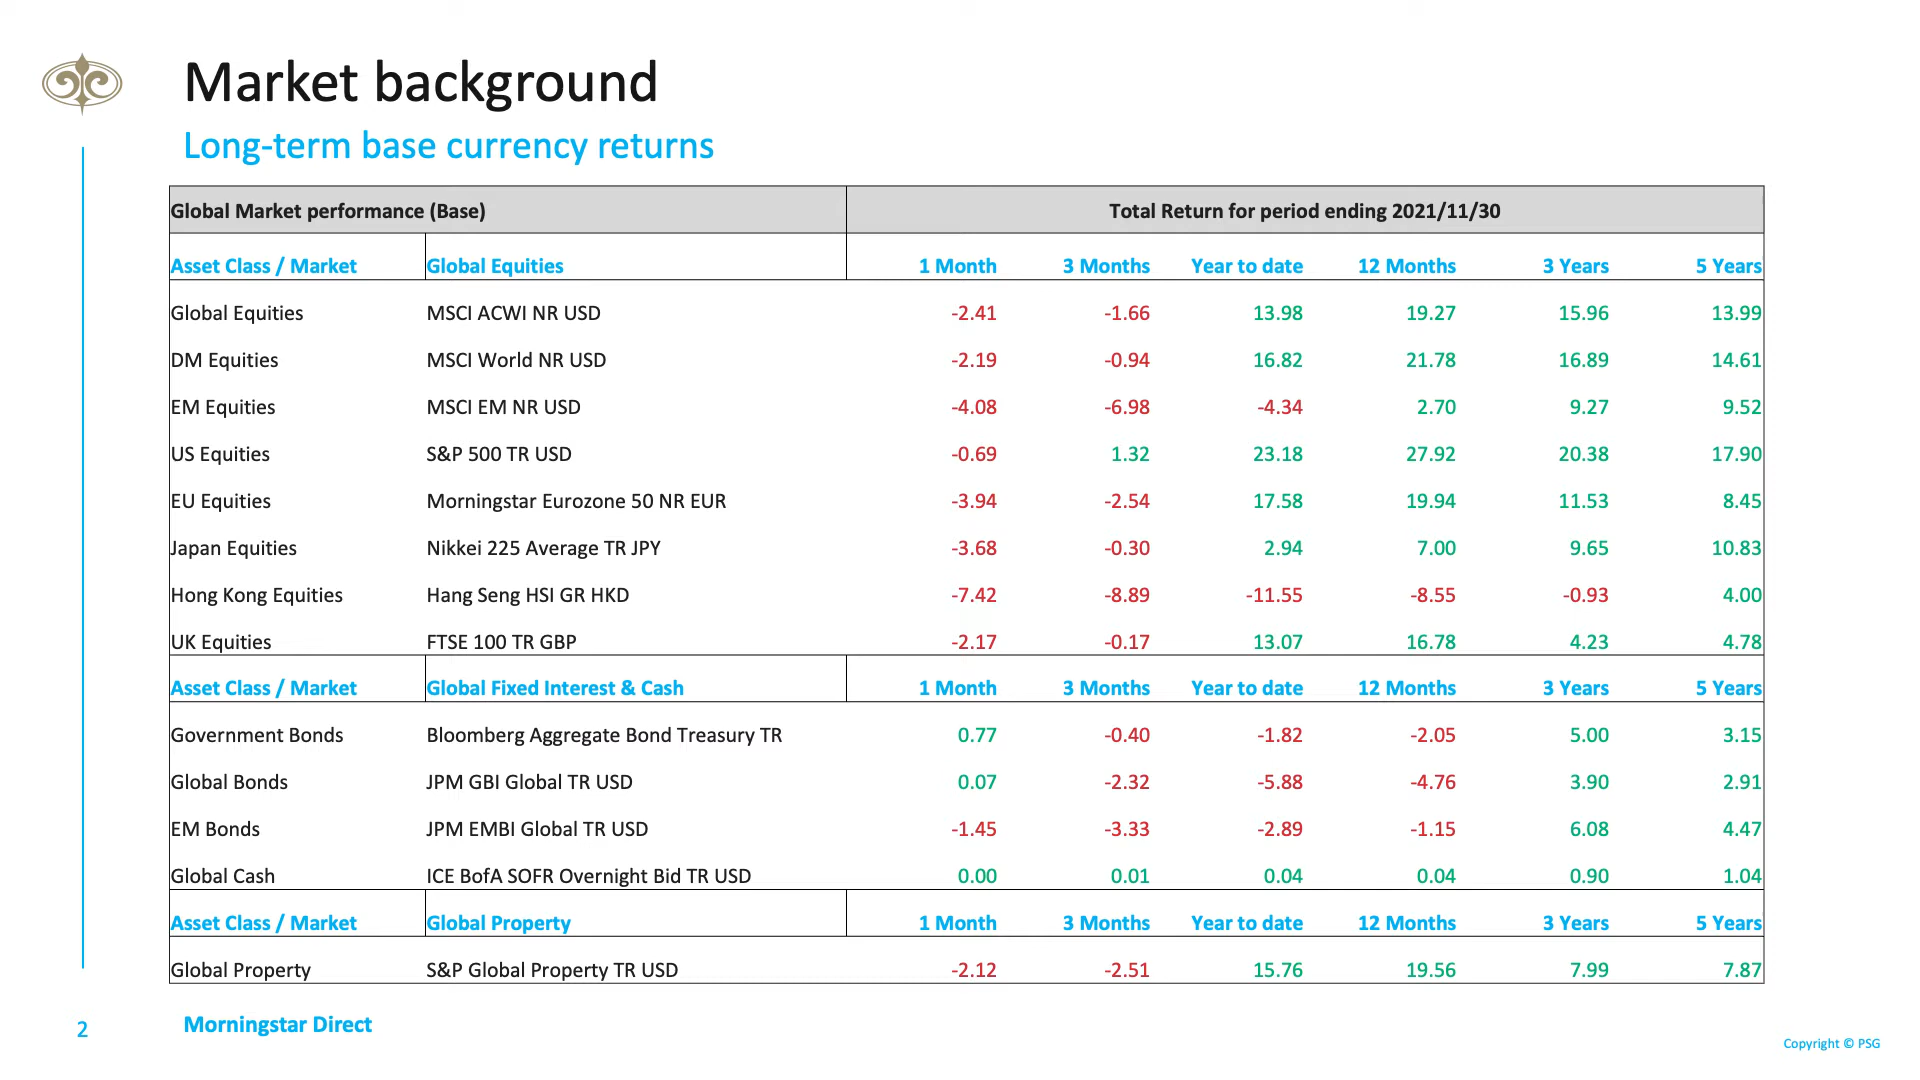 Market background
Long-term base currency returns
Global Market performance (Base) Total Return for period ending 2021/11/30
Asset Class / Market Global Equities 1 Month 3 Months Year to date 12 Months 3 Years 5 Years
Global Equities MSCI ACWI NR USD -2.41 -1.66 13.98 19.27 15.96 13.99
DM Equities MSCI World NR USD -2.19 -0.94 16.82 21.78 16.89 14.61
EM Equities MSCI EM NR USD -4.08 -6.98 -4.34 2.70 9.27 9.52
US Equities S&P 500 TR USD -0.69 1.32 23.18 27.92 20.38 17.90
EU Equities Morningstar Eurozone 50 NR EUR -3.94 -2.54 17.58 19.94 11.53 8.45
Japan Equities Nikkei 225 Average TR JPY -3.68 -0.30 2.94 7.00 9.65 10.83
Hong Kong Equities Hang Seng HSI GR HKD -7.42 -8.89 -11.55 -8.55 -0.93 4.00
UK Equities FTSE 100 TR GBP -2.17 -0.17 13.07 16.78 4.23 4.78
Asset Class / Market Global Fixed Interest & Cash 1 Month 3 Months Year to date 12 Months 3 Years 5 Years
Government Bonds Bloomberg Aggregate Bond Treasury TR 0.77 -0.40 -1.82 -2.05 5.00 3.15
Global Bonds JPM GBI Global TR USD 0.07 -2.32 -5.88 -4.76 3.90 2.91
EM Bonds JPM EMBI Global TR USD -1.45 -3.33 -2.89 -1.15 6.08 4.47
Global Cash ICE BofA SOFR Overnight Bid TR USD 0.00 0.01 0.04 0.04 0.90 1.04
Asset Class / Market Global Property 1 Month 3 Months Year to date 12 Months 3 Years 5 Years
Global Property S&P Global Property TR USD -2.12 -2.51 15.76 19.56 7.99 7.87
2 Morningstar Direct
Copyright © PSG